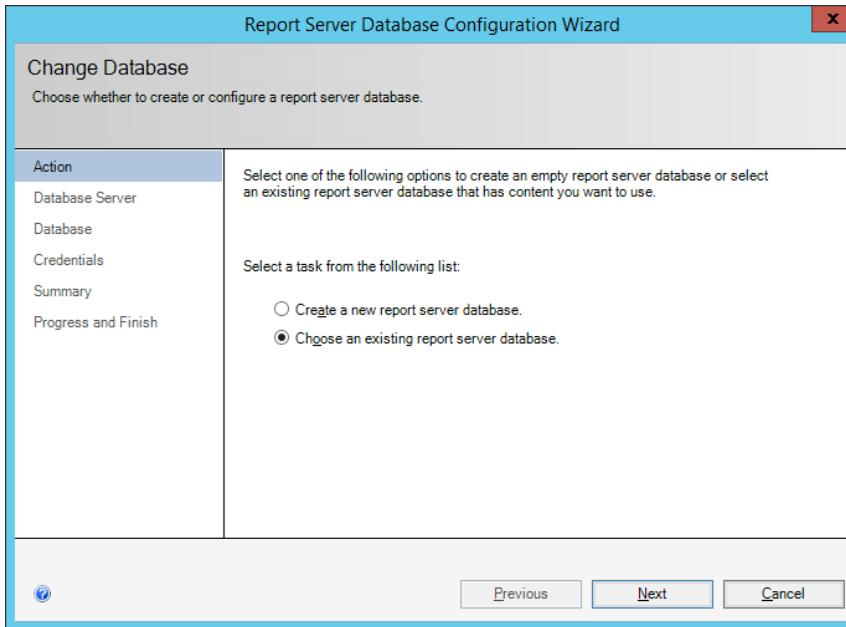 Report Server Database Configuration Wizard
x
Change Database
Choose whether to create or configure a report server database.
Action
Database Server
Database
Credentials
Summary
Progress and Finish
Select one of the following options to create an empty report server database or select
an existing report server database that has content you want to use.
Select a task from the following list:
Create a new report server database.
Choose an existing report server database.
?
Previous
Next
Cancel